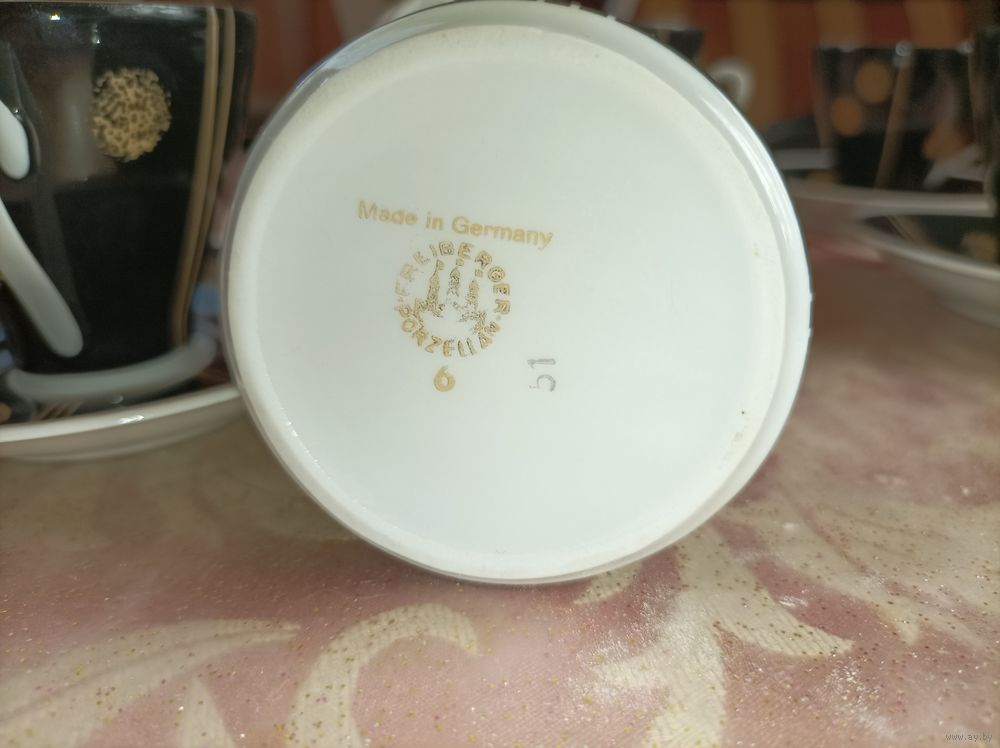 Made in Germany
FREIBERGER
PORZELLAN
6
51
www.ay.by